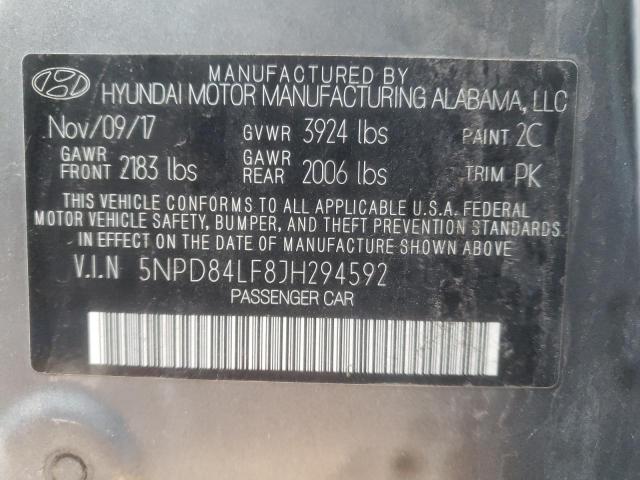 MANUFACTURED BY
HYUNDAI MOTOR MANUFACTURING ALABAMA, LLC
Nov/09/17 GVWR 3924 lbs PAINT 2C
GAWR FRONT 2183 lbs GAWR REAR 2006 lbs TRIM PK
THIS VEHICLE CONFORMS TO ALL APPLICABLE U.S.A. FEDERAL
MOTOR VEHICLE SAFETY, BUMPER, AND THEFT PREVENTION STANDARDS
IN EFFECT ON THE DATE OF MANUFACTURE SHOWN ABOVE
V.I.N 5NPD84LF8JH294592
PASSENGER CAR